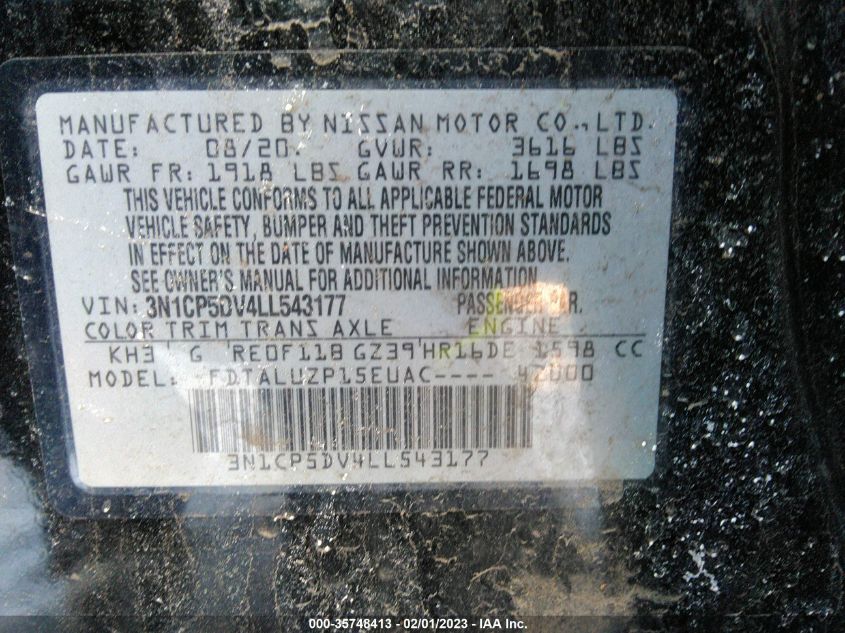 MANUFACTURED BY NISSAN MOTOR CO., LTD.
DATE: 08/20. GVWR: 3616 LBS
GAWR FR: 1918 LBS GAWR RR: 1698 LBS
THIS VEHICLE CONFORMS TO ALL APPLICABLE FEDERAL MOTOR
VEHICLE SAFETY, BUMPER AND THEFT PREVENTION STANDARDS
IN EFFECT ON THE DATE OF MANUFACTURE SHOWN ABOVE.
SEE OWNER'S MANUAL FOR ADDITIONAL INFORMATION.
VIN: 3N1CP5DV4LL543177 PASSENGER CAR.
COLOR TRIM TRANS AXLE ENGINE
KH3 G RE0F11B GZ39 HR16DE 1598 CC
MODEL: FDTALUZP15EUAC----
3N1CP5DV4LL543177
000-35748413 - 02/01/2023 - IAA Inc.